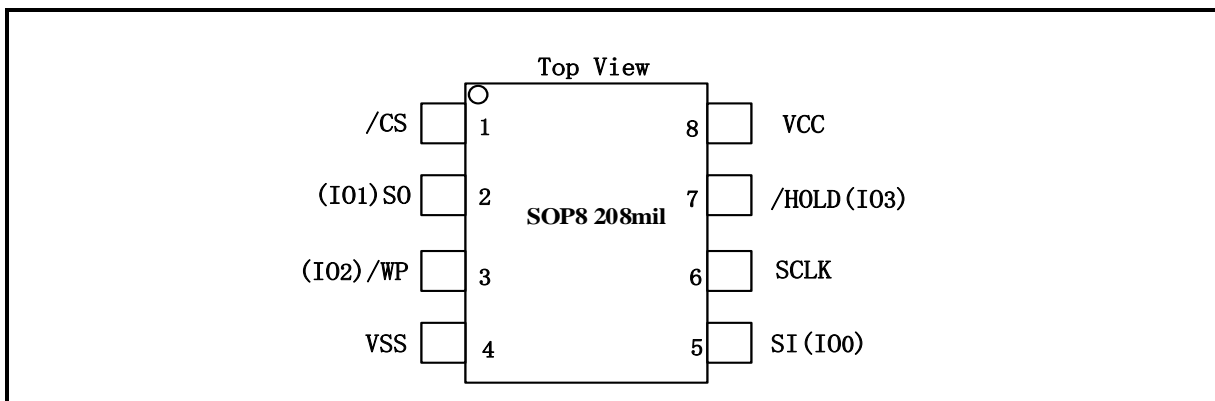 Top View
/CS 1 8 VCC
(IO1)SO 2 7 /HOLD(IO3)
SOP8 208mil
(IO2)/WP 3 6 SCLK
VSS 4 5 SI(IO0)